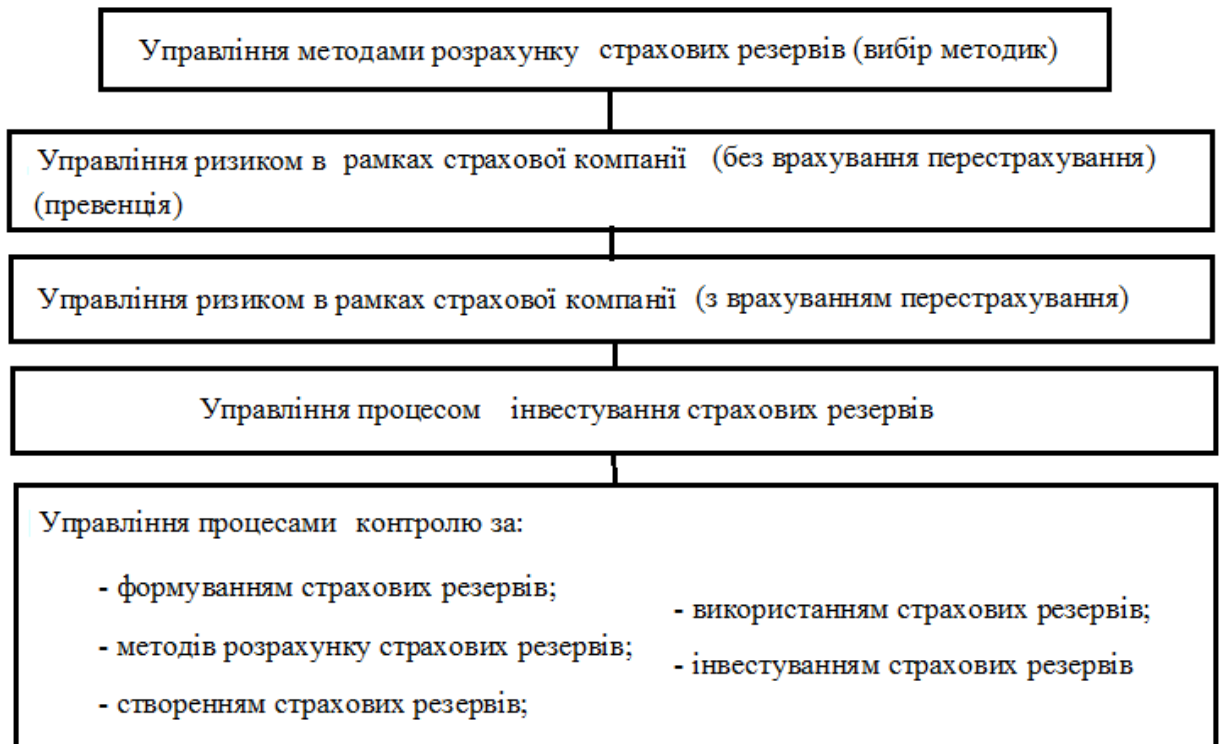 Управління методами розрахунку страхових резервів (вибір методик)
Управління ризиком в рамках страхової компанії (без врахування перестрахування)
(превенція)
Управління ризиком в рамках страхової компанії (з врахуванням перестрахування)
Управління процесом інвестування страхових резервів
Управління процесами контролю за:
- формуванням страхових резервів;
- методів розрахунку страхових резервів;
- створенням страхових резервів;
- використанням страхових резервів;
- інвестуванням страхових резервів